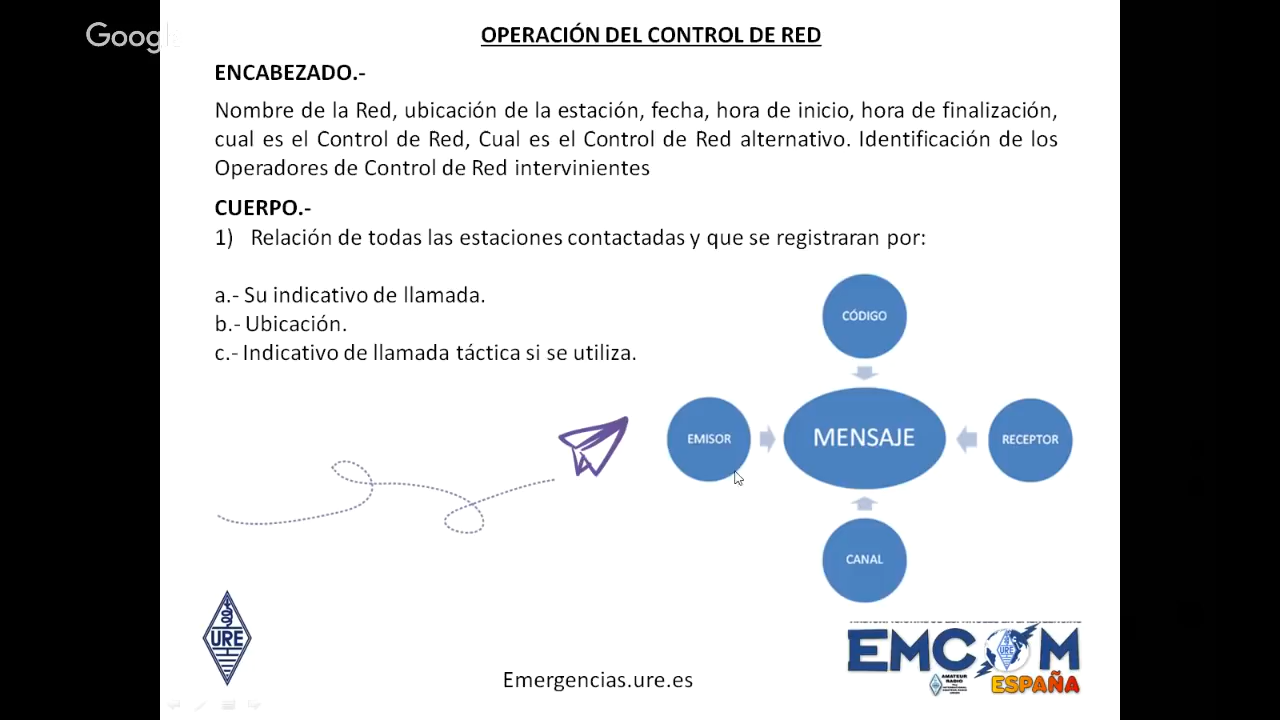 Google
OPERACIÓN DEL CONTROL DE RED
ENCABEZADO.-
Nombre de la Red, ubicación de la estación, fecha, hora de inicio, hora de finalización,
cual es el Control de Red, Cual es el Control de Red alternativo. Identificación de los
Operadores de Control de Red intervinientes
CUERPO.-
1) Relación de todas las estaciones contactadas y que se registraran por:
a.- Su indicativo de llamada.
b.- Ubicación.
c.- Indicativo de llamada táctica si se utiliza.
CÓDIGO
EMISOR
MENSAJE
RECEPTOR
CANAL
URE
EMCOM
URE
AMATEUR
RADIO
ESPAÑA
Emergencias.ure.es